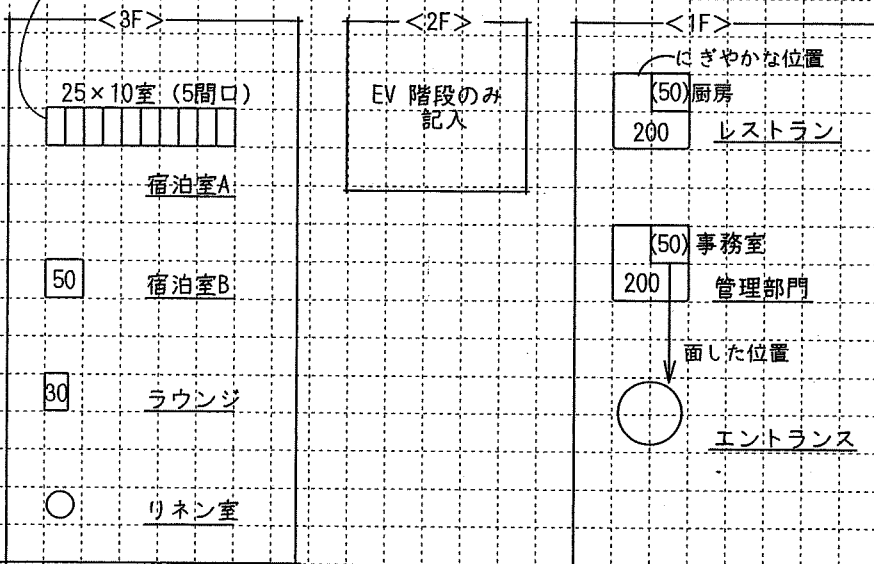 <3F>
25×10室 (5間口)
宿泊室A
50
宿泊室B
30
ラウンジ
リネン室
<2F>
EV 階段のみ
記入
<1F>
にぎやかな位置
(50)厨房
200
レストラン
(50)事務室
200
管理部門
面した位置
エントランス